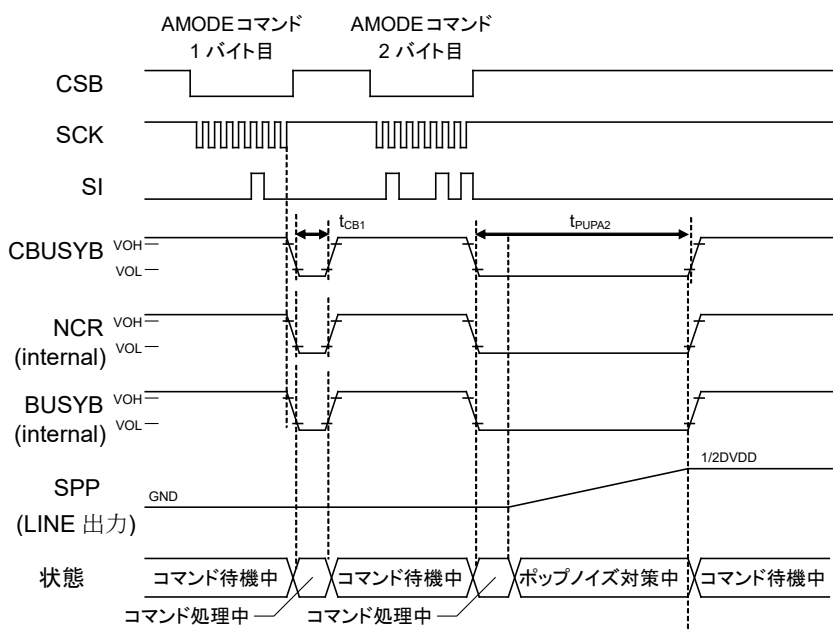 AMODEコマンド
1 バイト目
AMODEコマンド
2 バイト目
CSB
SCK
SI
tCB1
tPUPA2
CBUSYB
VOH
VOL
NCR
(internal)
VOH
VOL
BUSYB
(internal)
VOH
VOL
SPP
(LINE 出力)
GND
1/2DVDD
状態
コマンド待機中
コマンド待機中
ポップノイズ対策中
コマンド待機中
コマンド処理中
コマンド処理中